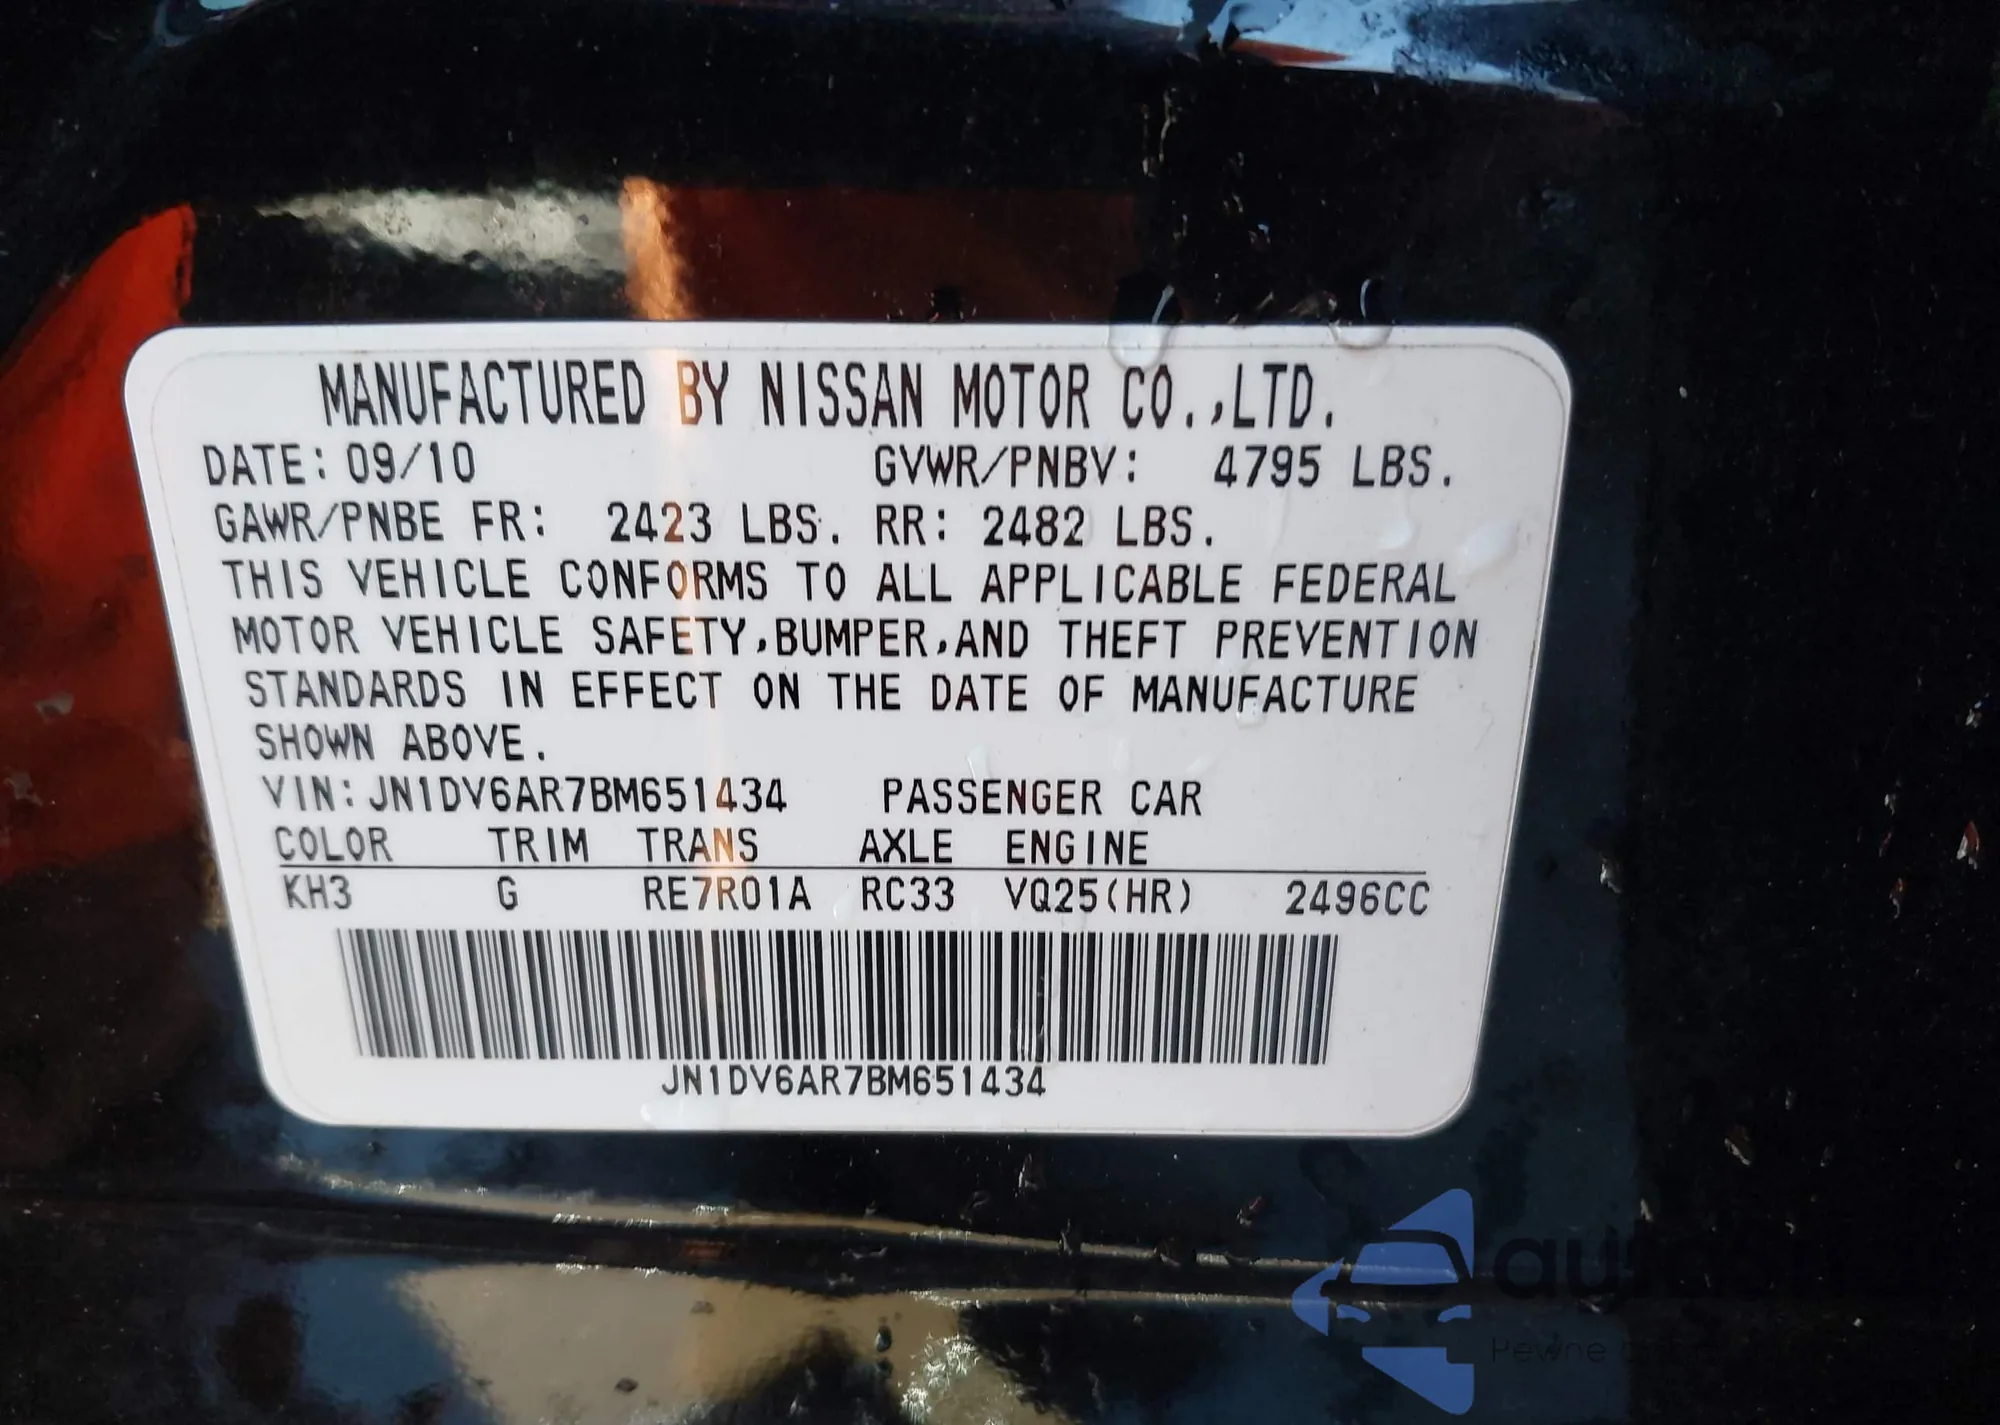 MANUFACTURED BY NISSAN MOTOR CO.,LTD.
DATE: 09/10 GVWR/PNBV: 4795 LBS.
GAWR/PNBE FR: 2423 LBS. RR: 2482 LBS.
THIS VEHICLE CONFORMS TO ALL APPLICABLE FEDERAL
MOTOR VEHICLE SAFETY,BUMPER,AND THEFT PREVENTION
STANDARDS IN EFFECT ON THE DATE OF MANUFACTURE
SHOWN ABOVE.
VIN:JN1DV6AR7BM651434 PASSENGER CAR
COLOR TRIM TRANS AXLE ENGINE
KH3 G RE7R01A RC33 VQ25(HR) 2496CC
JN1DV6AR7BM651434
Pewne